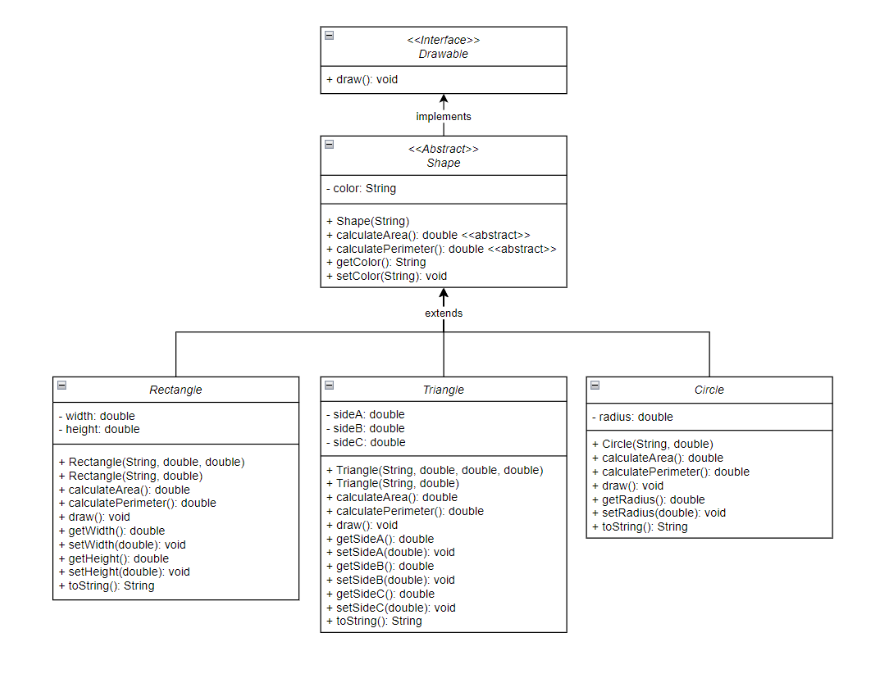 <<Interface>>
Drawable
+ draw(): void
implements
<<Abstract>>
Shape
- color: String
+ Shape(String)
+ calculateArea(): double <<abstract>>
+ calculatePerimeter(): double <<abstract>>
+ getColor(): String
+ setColor(String): void
extends
Rectangle
- width: double
- height: double
+ Rectangle(String, double, double)
+ Rectangle(String, double)
+ calculateArea(): double
+ calculatePerimeter(): double
+ draw(): void
+ getWidth(): double
+ setWidth(double): void
+ getHeight(): double
+ setHeight(double): void
+ toString(): String
Triangle
- sideA: double
- sideB: double
- sideC: double
+ Triangle(String, double, double, double)
+ Triangle(String, double)
+ calculateArea(): double
+ calculatePerimeter(): double
+ draw(): void
+ getSideA(): double
+ setSideA(double): void
+ getSideB(): double
+ setSideB(double): void
+ getSideC(): double
+ setSideC(double): void
+ toString(): String
Circle
- radius: double
+ Circle(String, double)
+ calculateArea(): double
+ calculatePerimeter(): double
+ draw(): void
+ getRadius(): double
+ setRadius(double): void
+ toString(): String